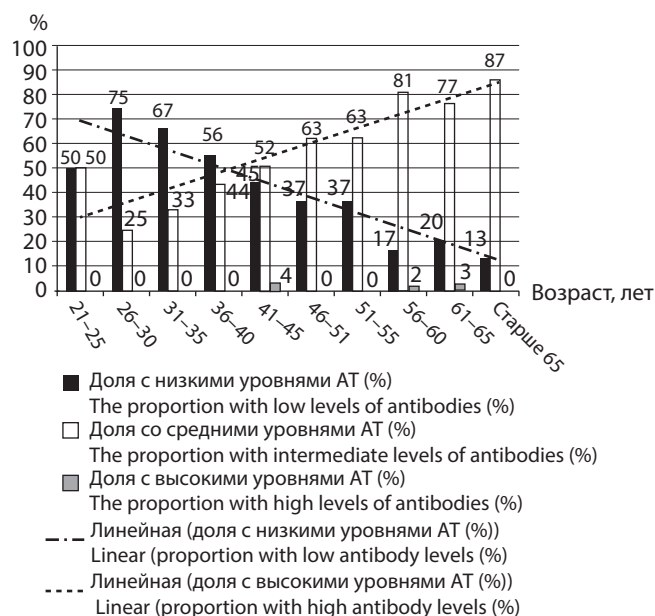 %
100
90
80
70
60
50
40
30
20
10
0
50 50 0
75 25 0
67 33 0
56 44 0
45 52 4
37 63 0
37 63 0
17 81 2
20 77 3
13 87 0
21–25 26–30 31–35 36–40 41–45 46–51 51–55 56–60 61–65 Старше 65
Возраст, лет
Доля с низкими уровнями АТ (%)
The proportion with low levels of antibodies (%)
Доля со средними уровнями АТ (%)
The proportion with intermediate levels of antibodies (%)
Доля с высокими уровнями АТ (%)
The proportion with high levels of antibodies (%)
Линейная (доля с низкими уровнями АТ (%))
Linear (proportion with low antibody levels (%)
Линейная (доля с высокими уровнями АТ (%))
Linear (proportion with high antibody levels (%)